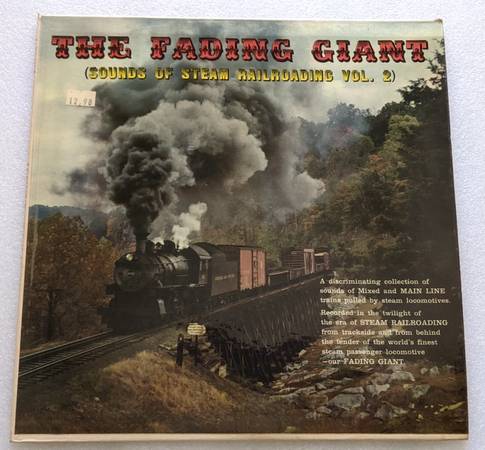 THE FADING GIANT
(SOUNDS OF STEAM RAILROADING VOL. 2)
12.98
A discriminating collection of
sounds of Mixed and MAIN LINE
trains pulled by steam locomotives.
Recorded in the twilight of
the era of STEAM RAILROADING
from trackside and from behind
the tender of the world's finest
steam passenger locomotive
—our FADING GIANT.